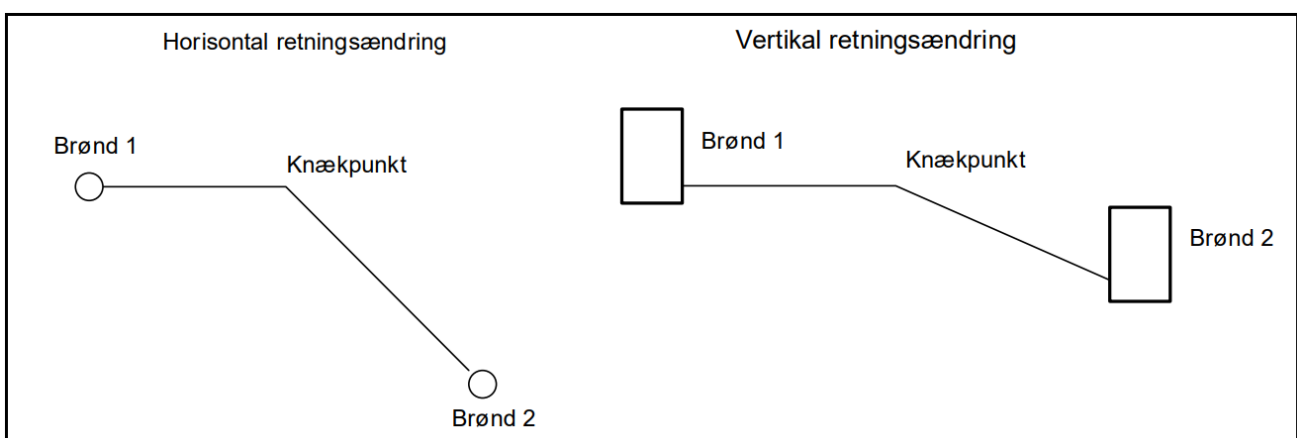 Horisontal retningsændring
Brønd 1
Knækpunkt
Brønd 2
Vertikal retningsændring
Brønd 1
Knækpunkt
Brønd 2